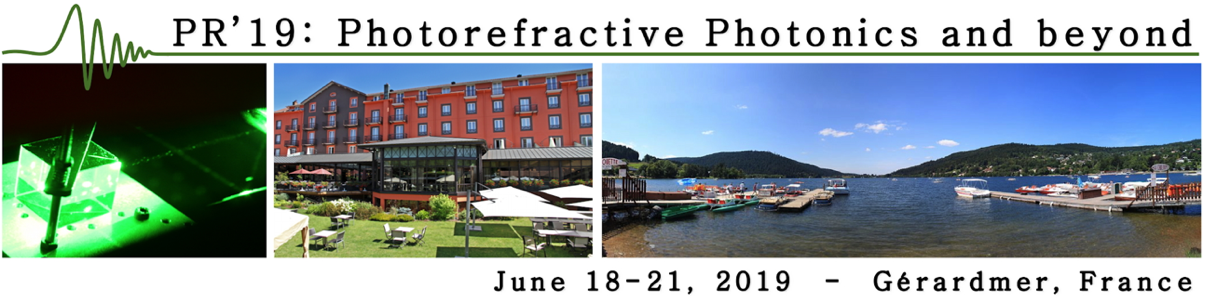 PR’19: Photorefractive Photonics and beyond
June 18-21, 2019 - Gérardmer, France